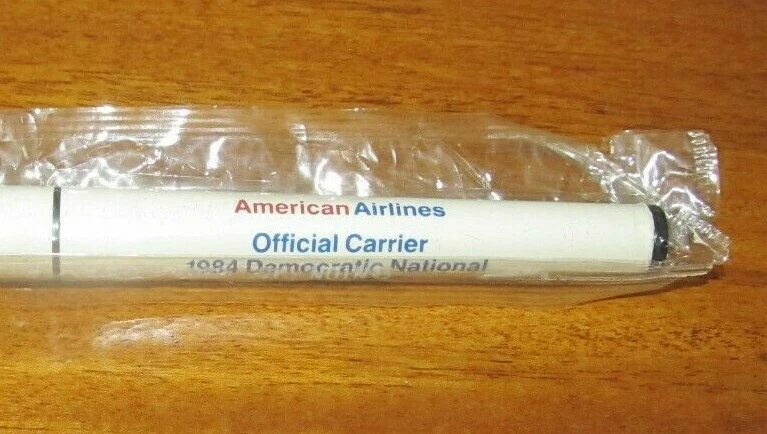 American Airlines
Official Carrier
1984 Democratic National